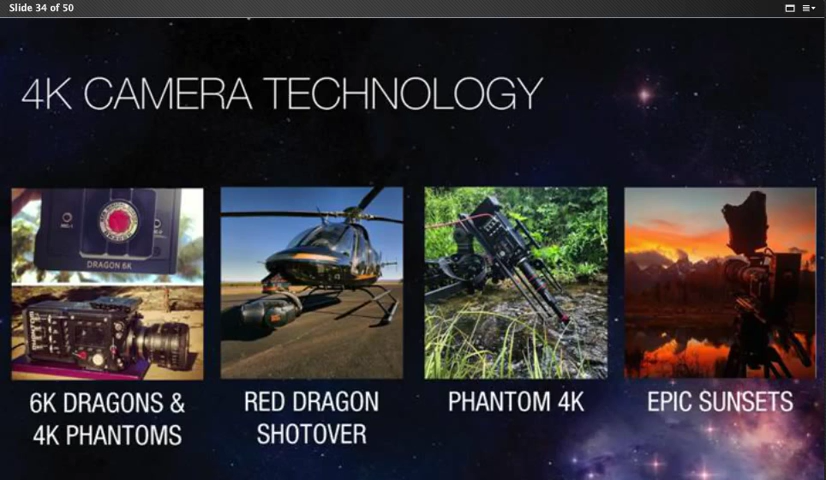 Slide 34 of 50
4K CAMERA TECHNOLOGY
DRAGON 6K
6K DRAGONS &
4K PHANTOMS
RED DRAGON
SHOTOVER
PHANTOM 4K
EPIC SUNSETS